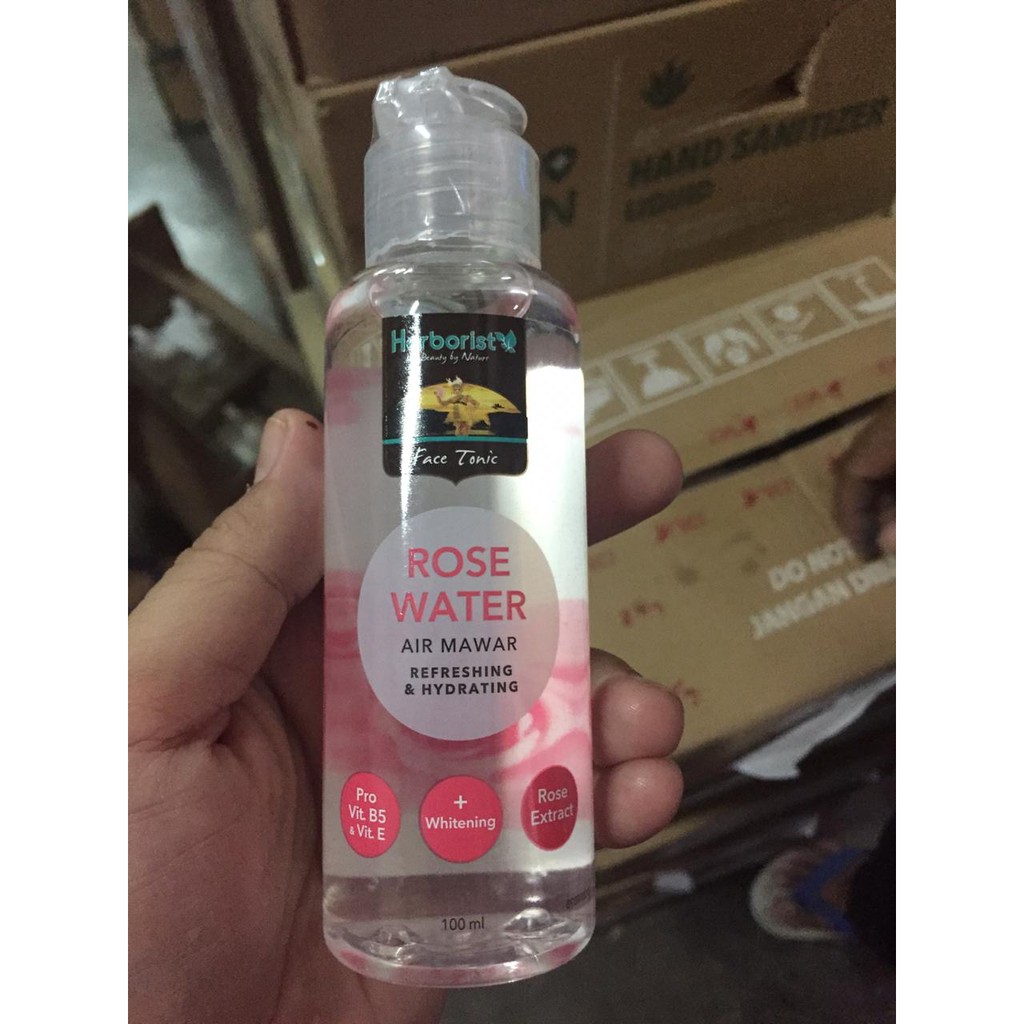 Herborist
Beauty by Nature
Face Tonic
ROSE
WATER
AIR MAWAR
REFRESHING
& HYDRATING
Pro
Vit. B5
& Vit. E
+
Whitening
Rose
Extract
100 ml
HAND SANITIZER
LIQUID
N
DO NOT
JANGAN